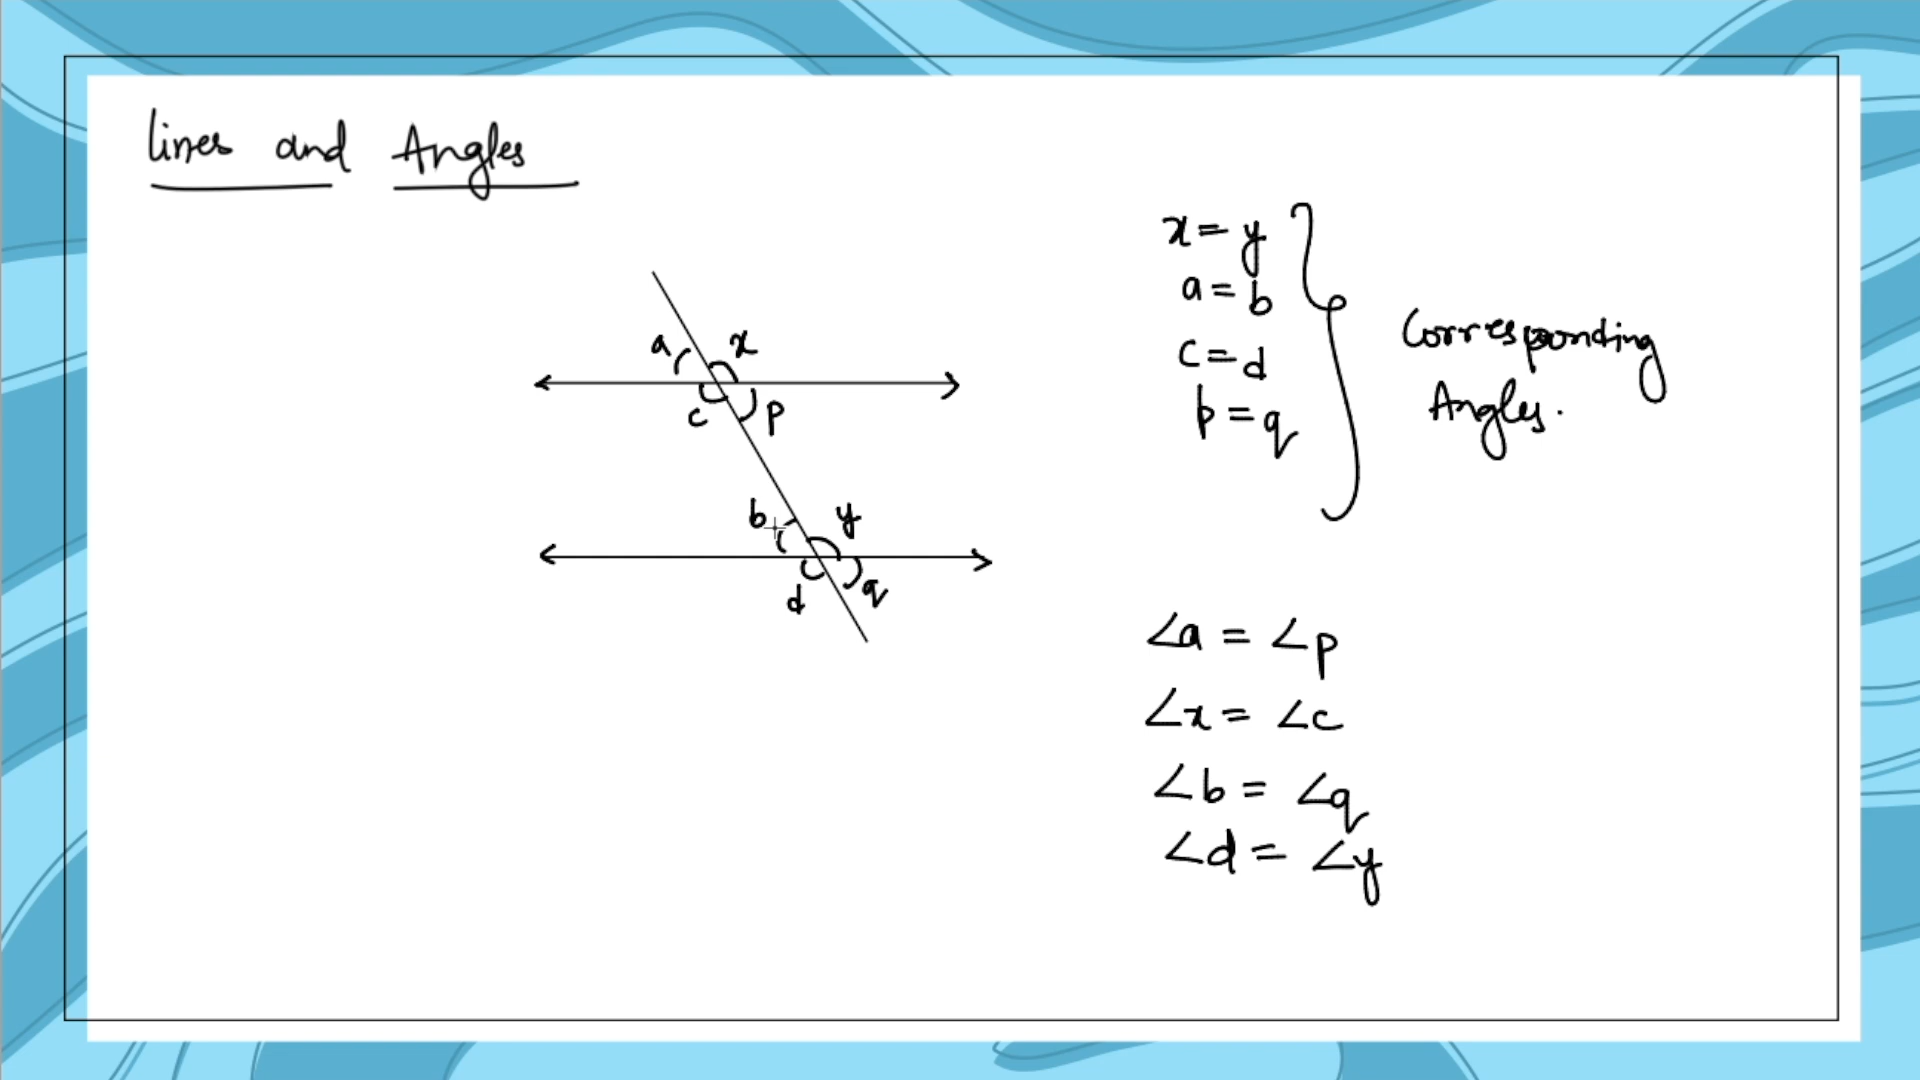 Lines and Angles
x = y
a = b
c = d
p = q
Corresponding
Angles.
a x
c p
b y
d q
∠a = ∠p
∠x = ∠c
∠b = ∠q
∠d = ∠y